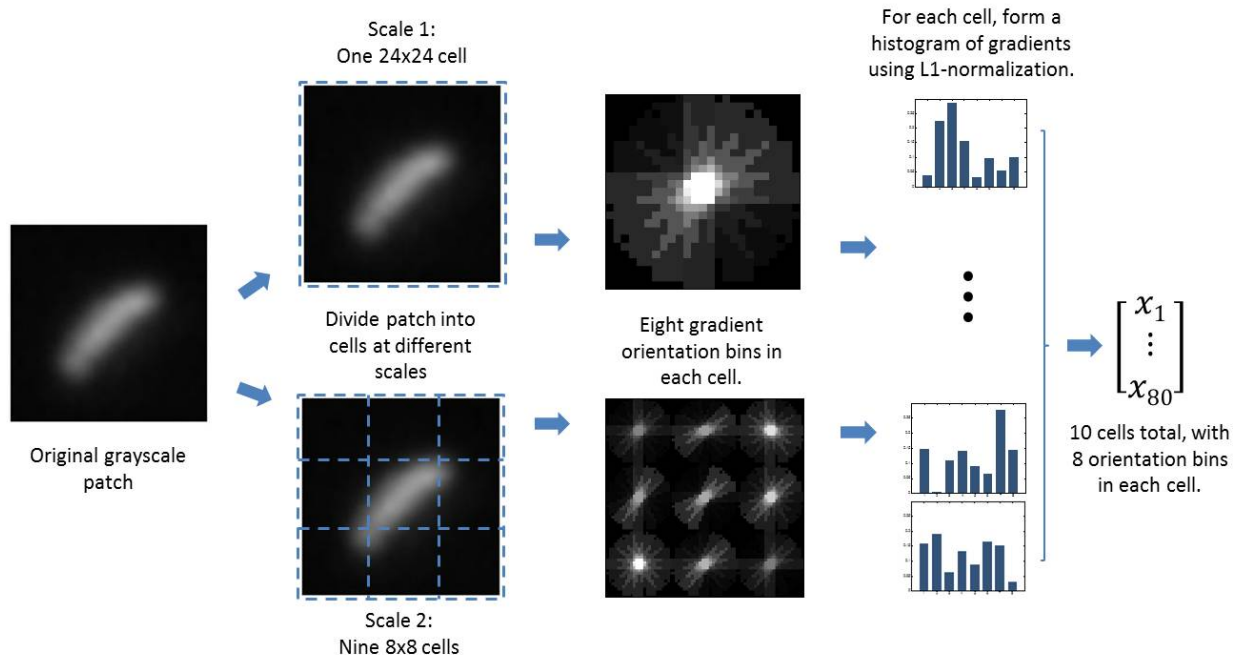 Scale 1:
One 24x24 cell
For each cell, form a
histogram of gradients
using L1-normalization.
Original grayscale
patch
Divide patch into
cells at different
scales
Eight gradient
orientation bins in
each cell.
x1
⋮
x80
10 cells total, with
8 orientation bins
in each cell.
Scale 2:
Nine 8x8 cells